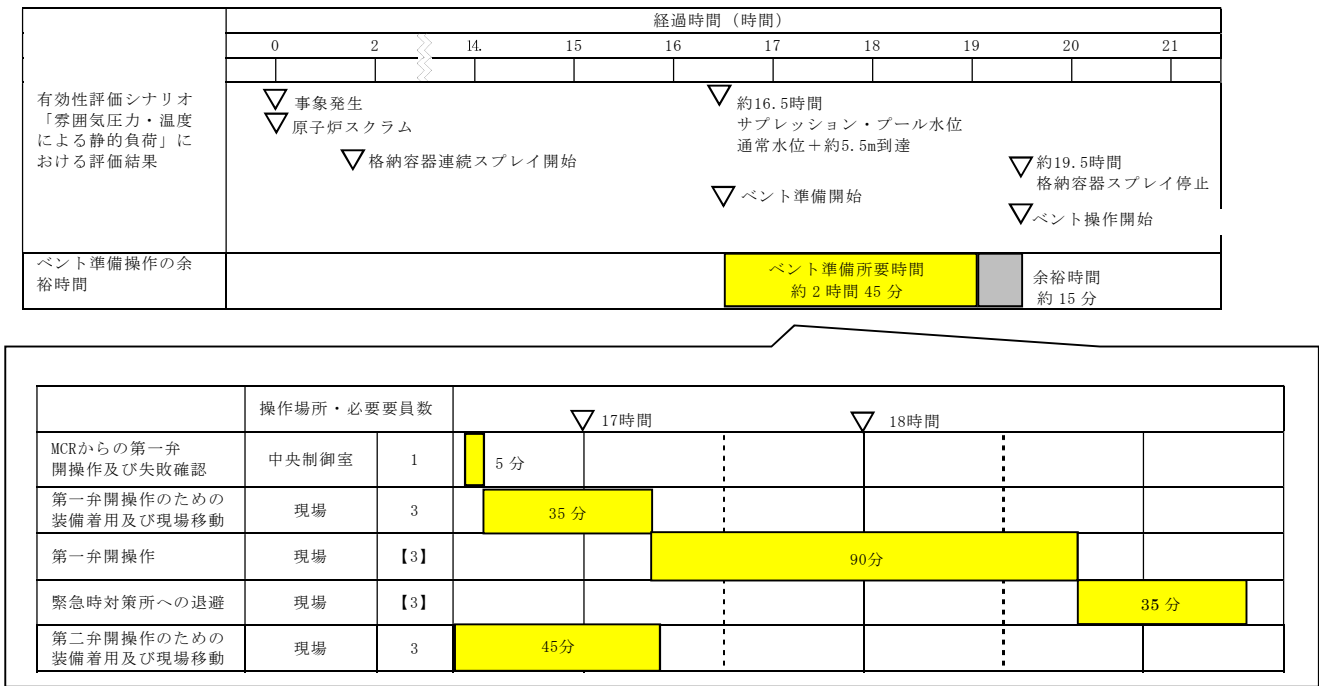 経過時間（時間）
0 2 14. 15 16 17 18 19 20 21
有効性評価シナリオ
「雰囲気圧力・温度
による静的負荷」に
おける評価結果
事象発生
原子炉スクラム
格納容器連続スプレイ開始
約16.5時間
サプレッション・プール水位
通常水位＋約5.5m到達
ベント準備開始
約19.5時間
格納容器スプレイ停止
ベント操作開始
ベント準備操作の余
裕時間
ベント準備所要時間
約 2 時間 45 分
余裕時間
約 15 分
操作場所・必要要員数
17時間
18時間
MCRからの第一弁
開操作及び失敗確認
中央制御室
1
5 分
第一弁開操作のための
装備着用及び現場移動
現場
3
35 分
第一弁開操作
現場
【3】
90分
緊急時対策所への退避
現場
【3】
35 分
第二弁開操作のための
装備着用及び現場移動
現場
3
45分